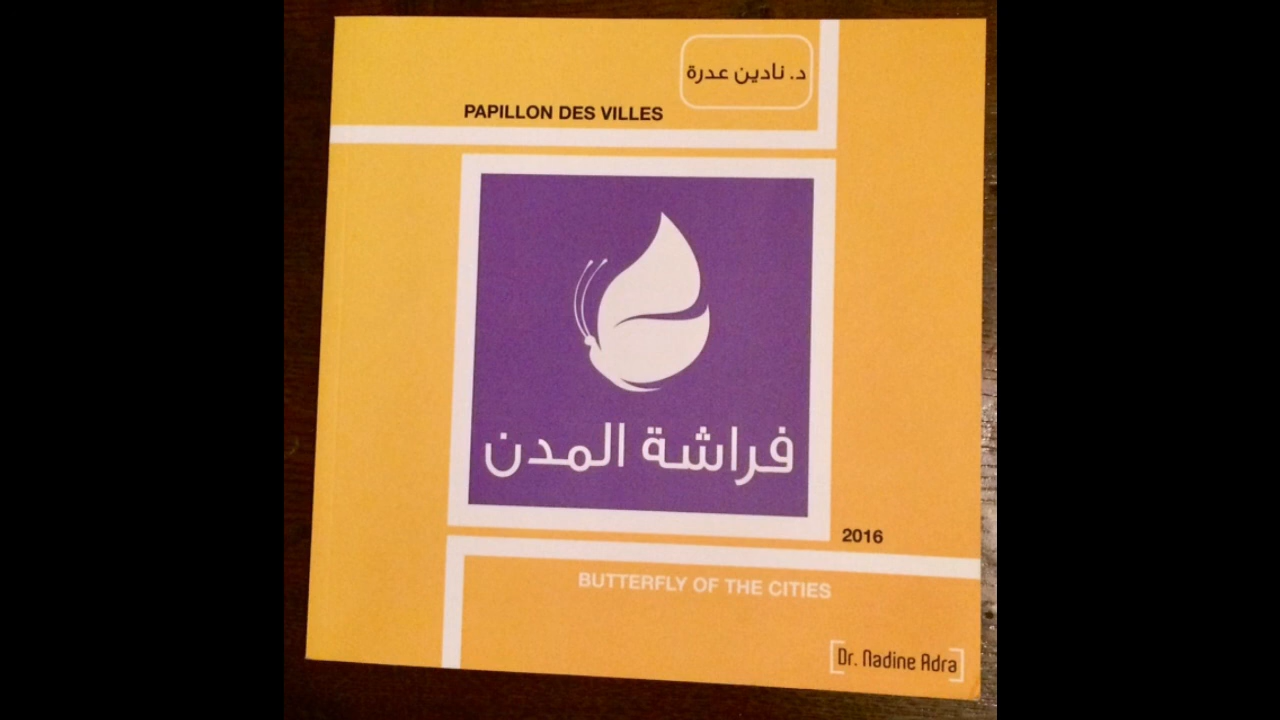 د. نادين عدرة
PAPILLON DES VILLES
فراشة المدن
2016
BUTTERFLY OF THE CITIES
Dr. Nadine Adra